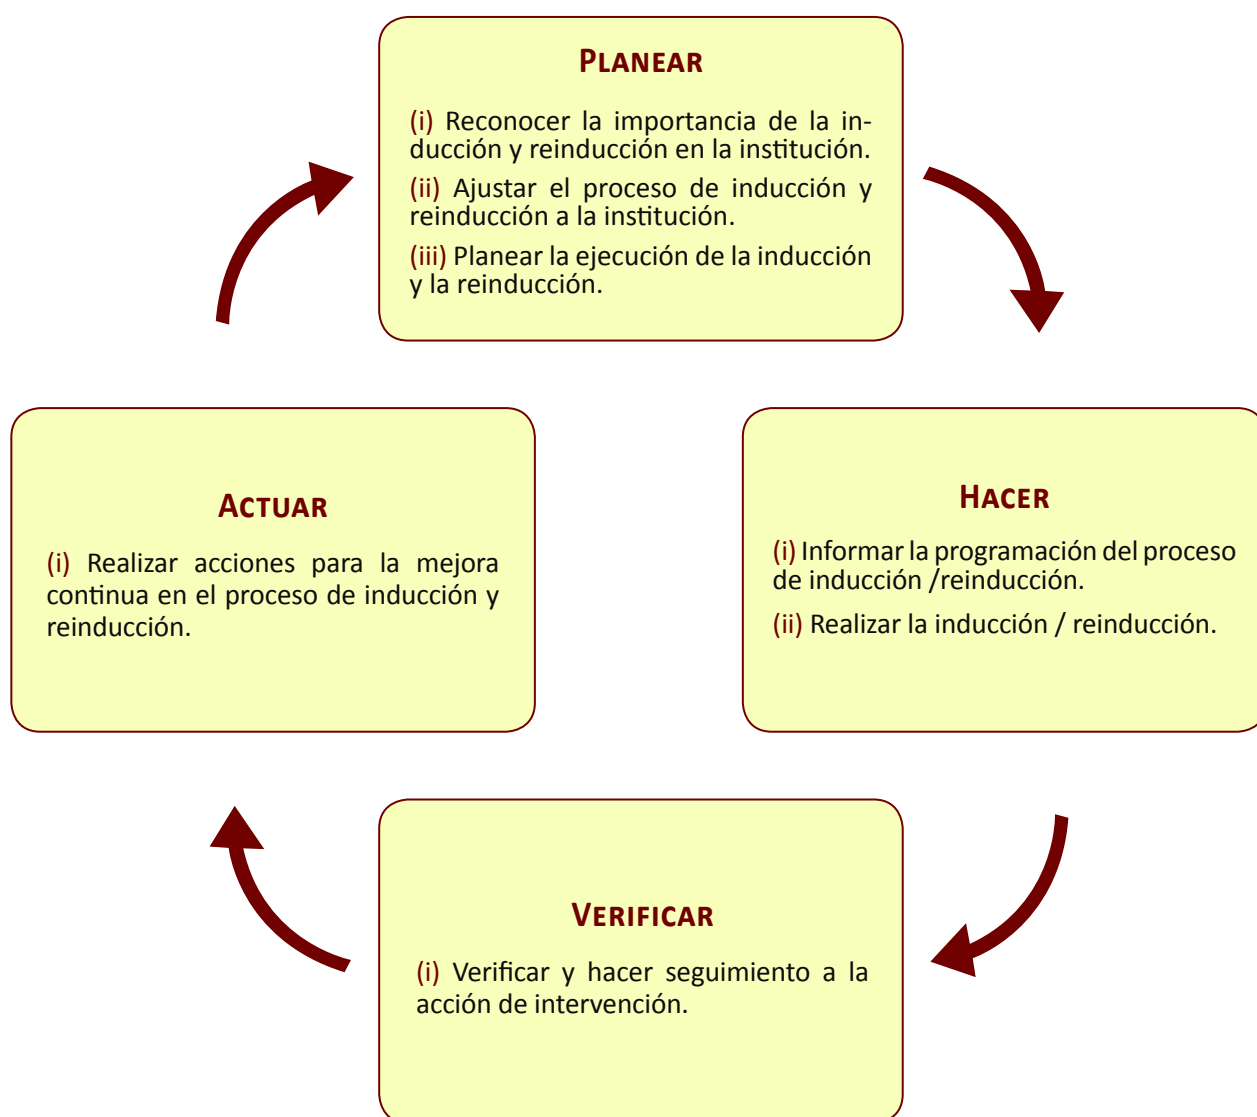 PLANEAR
(i) Reconocer la importancia de la in-
ducción y reinducción en la institución.
(ii) Ajustar el proceso de inducción y
reinducción a la institución.
(iii) Planear la ejecución de la inducción
y la reinducción.
HACER
(i) Informar la programación del proceso
de inducción /reinducción.
(ii) Realizar la inducción / reinducción.
VERIFICAR
(i) Verificar y hacer seguimiento a la
acción de intervención.
ACTUAR
(i) Realizar acciones para la mejora
continua en el proceso de inducción y
reinducción.